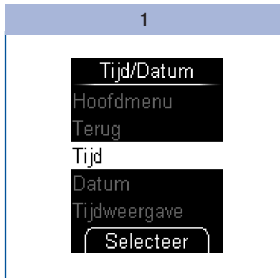 1
Tijd/Datum
Hoofdmenu
Terug
Tijd
Datum
Tijdweergave
Selecteer